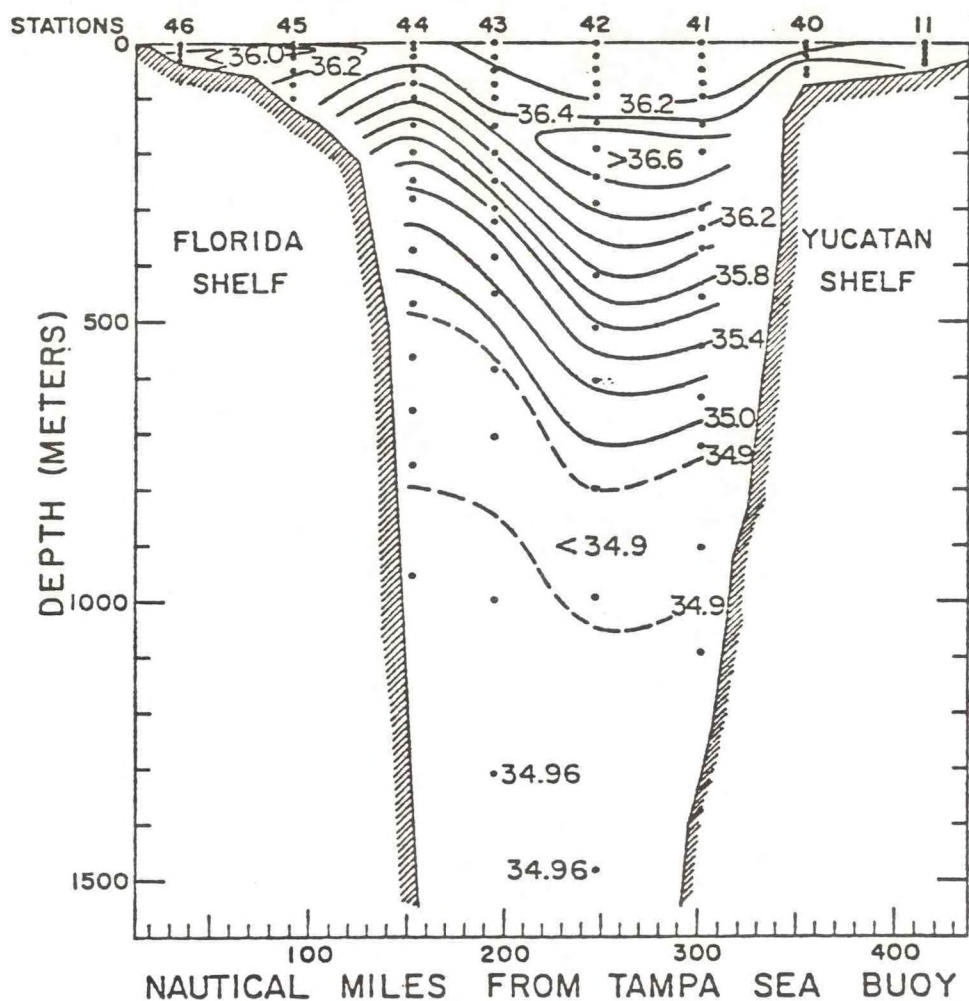 STATIONS 46 45 44 43 42 41 40 11
0
<36.0
36.2
36.4
36.2
>36.6
36.2
FLORIDA
SHELF
YUCATAN
SHELF
35.8
500
35.4
35.0
34.9
<34.9
1000
34.9
34.96
34.96
1500
DEPTH (METERS)
100 200 300 400
NAUTICAL MILES FROM TAMPA SEA BUOY